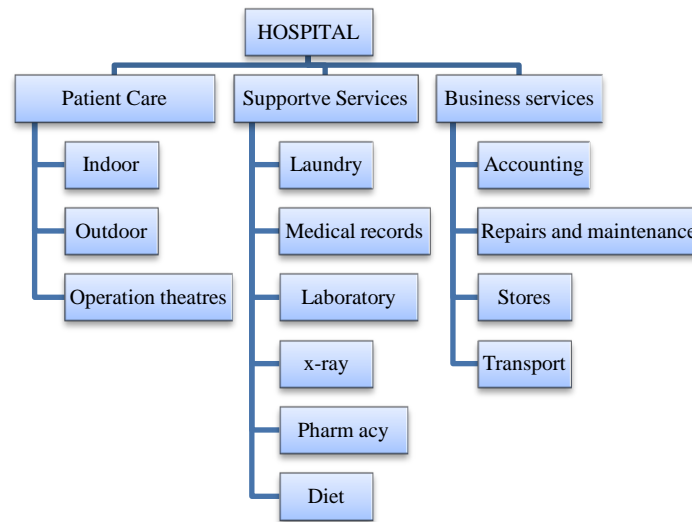 HOSPITAL
Patient Care
Supportve Services
Business services
Indoor
Laundry
Accounting
Outdoor
Medical records
Repairs and maintenance
Operation theatres
Laboratory
Stores
x-ray
Transport
Pharm acy
Diet